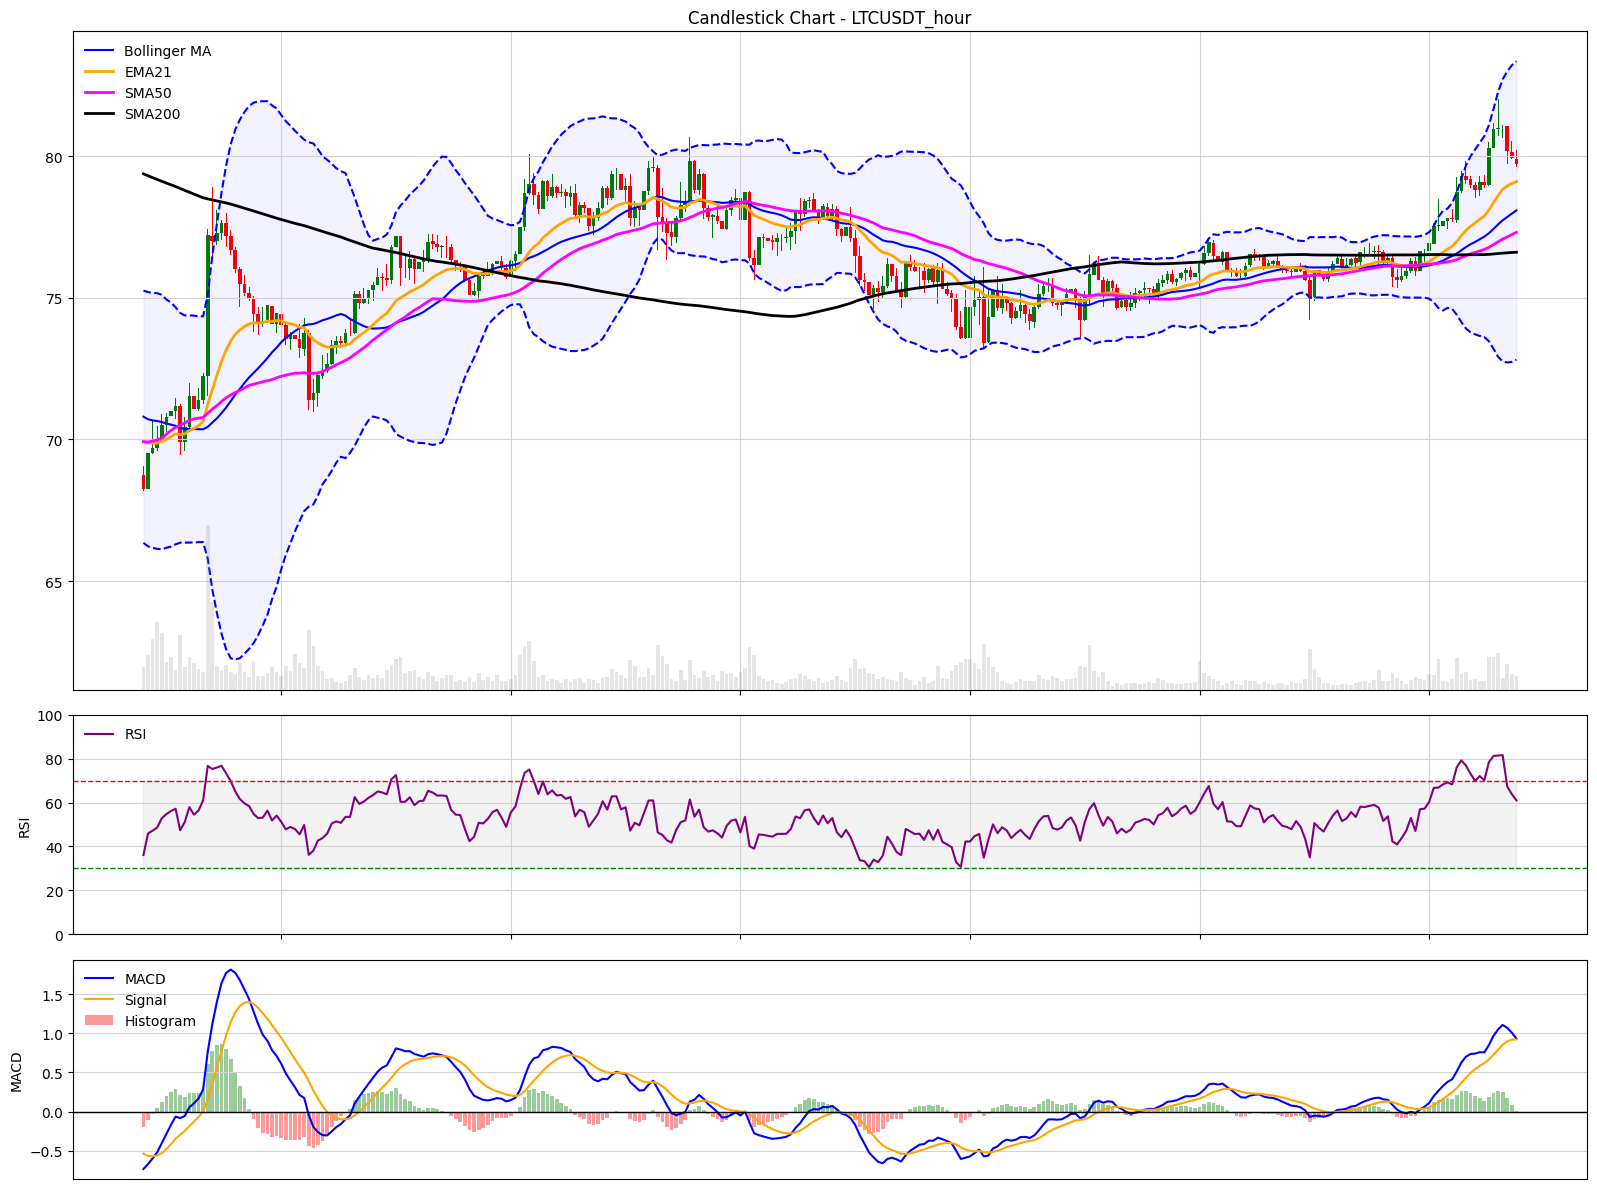 Candlestick Chart - LTCUSDT_hour
Bollinger MA
EMA21
SMA50
SMA200
80
75
70
65
RSI
100
80
60
40
20
0
RSI
MACD
Signal
Histogram
1.5
1.0
0.5
0.0
−0.5
MACD